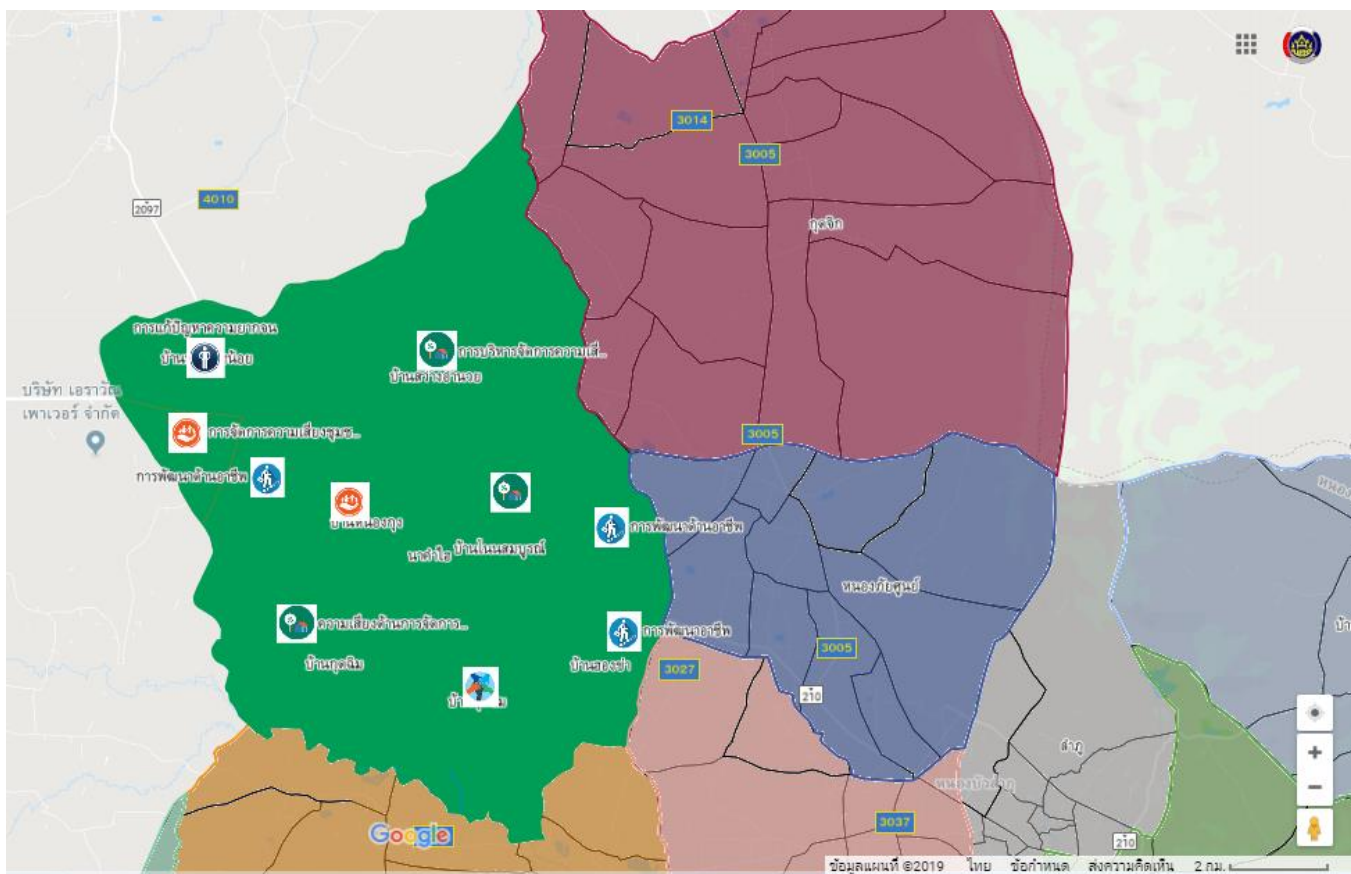 3014
3005
4010
2097
กุดจิก
การแก้ปัญหาความยากจน
การบริหารจัดการความเสี่...
บริษัท เอราวัณ
เพาเวอร์ จำกัด
การจัดการความเสี่ยงชุมช...
3005
การพัฒนาด้านอาชีพ
บ้านหนองกุง
การพัฒนาด้านอาชีพ
นาคำไฮ
บ้านโนนสมบูรณ์
หนองภัยศูนย์
ความเสี่ยงด้านการจัดการ...
การพัฒนาอาชีพ
บ้านกุดฉิม
3027
3005
210
ลำภู
หนองบัวลำภู
3037
210
Google
ข้อมูลแผนที่ ©2019 ไทย ข้อกำหนด ส่งความคิดเห็น 2 กม.